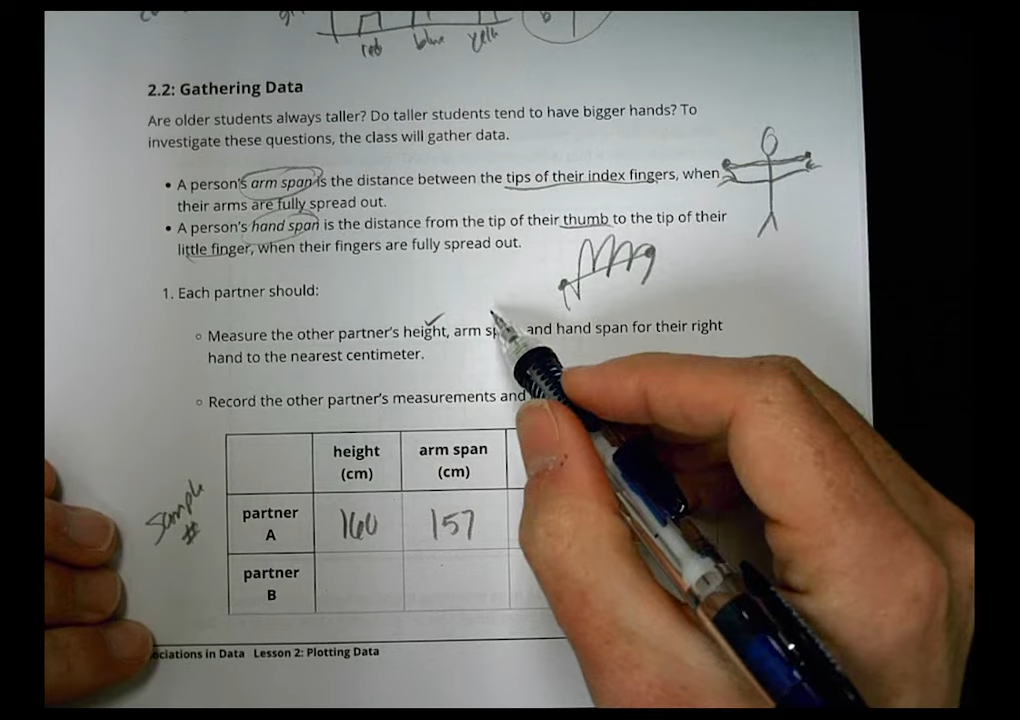 red blue
b
2.2: Gathering Data
Are older students always taller? Do taller students tend to have bigger hands? To
investigate these questions, the class will gather data.
• A person's arm span is the distance between the tips of their index fingers, when
their arms are fully spread out.
• A person's hand span is the distance from the tip of their thumb to the tip of their
little finger, when their fingers are fully spread out.
1. Each partner should:
○ Measure the other partner's height, arm and hand span for their right
hand to the nearest centimeter.
○ Record the other partner's measurements and
height arm span
(cm) (cm)
Sample
#
partner
A 160 157
partner
B
in Data Lesson 2: Plotting Data